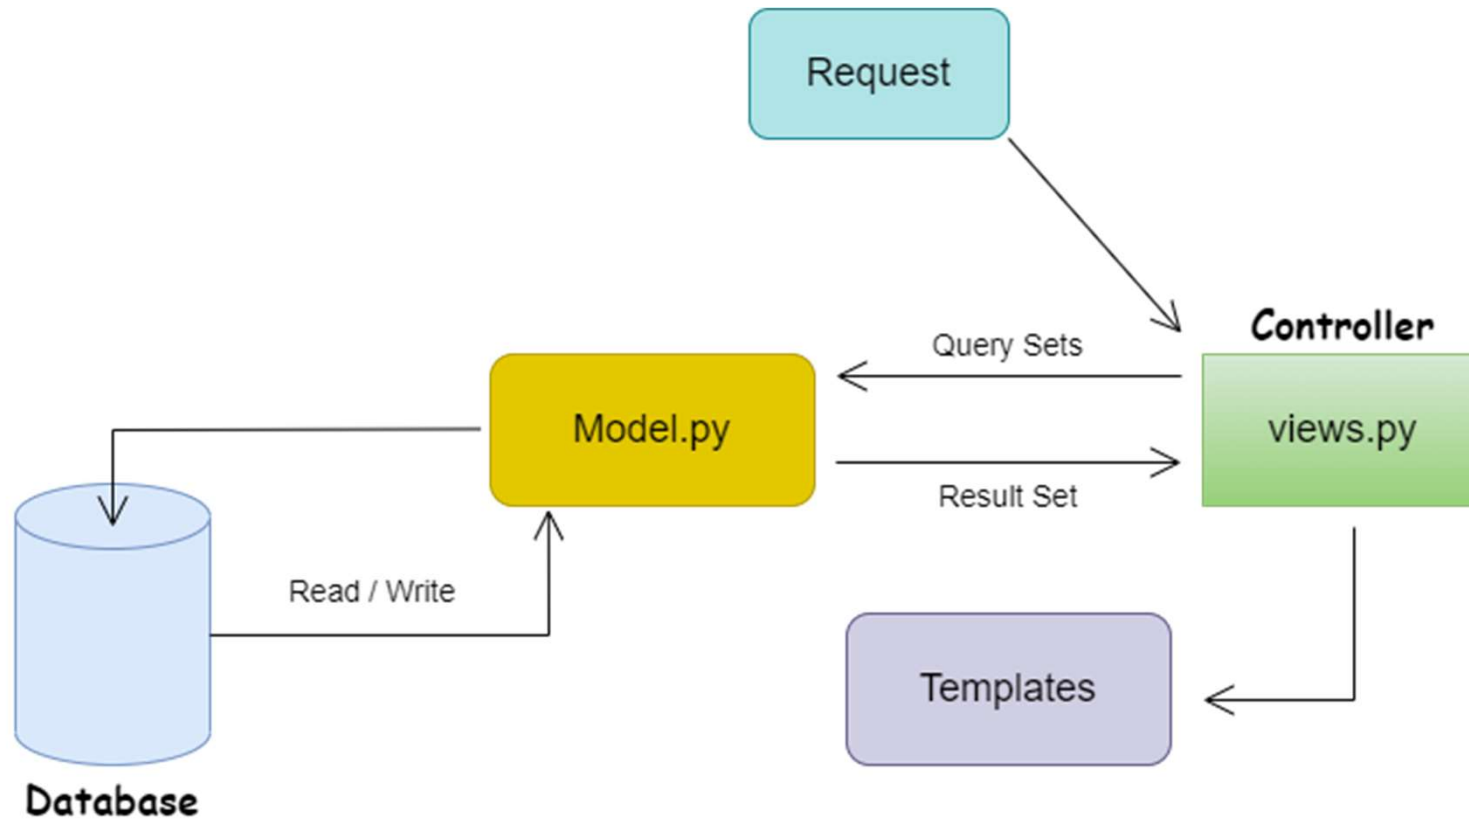 Request
Controller
Query Sets
Model.py
views.py
Result Set
Read / Write
Templates
Database